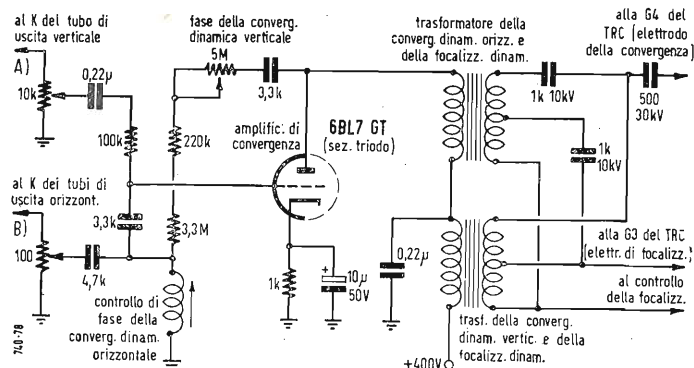 al K del tubo di
uscita verticale
A)
10k
0,22µ
100k
al K dei tubi di
uscita orizzont.
B)
100
3,3k
4,7k
controllo di
fase della
converg. dinam.
orizzontale
740-78
fase della converg.
dinamica verticale
5M
3,3k
220k
3,3M
amplific. di
convergenza
6BL7 GT
(sez. triodo)
1k
+
10µ
50V
0,22µ
+400V
trasformatore della
converg. dinam. orizz. e
della focalizz. dinam.
1k 10kV
alla G4 del
TRC (elettrodo
della convergenza)
500
30kV
1k
10kV
alla G3 del TRC
(elettr. di focalizz.)
al controllo
della focalizz.
trasf. della converg.
dinam. vertic. e della
focalizz. dinam.